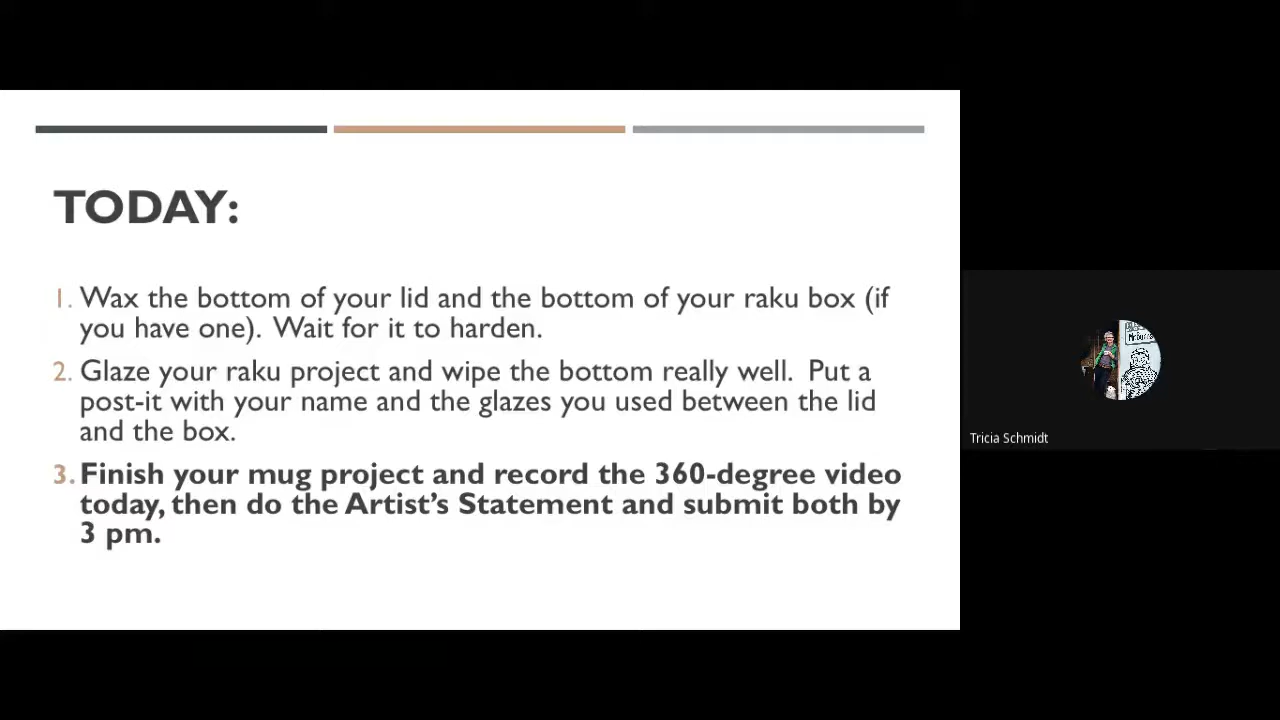 TODAY:
1. Wax the bottom of your lid and the bottom of your raku box (if
you have one).  Wait for it to harden.
2. Glaze your raku project and wipe the bottom really well.  Put a
post-it with your name and the glazes you used between the lid
and the box.
3. Finish your mug project and record the 360-degree video
today, then do the Artist's Statement and submit both by
3 pm.
Tricia Schmidt